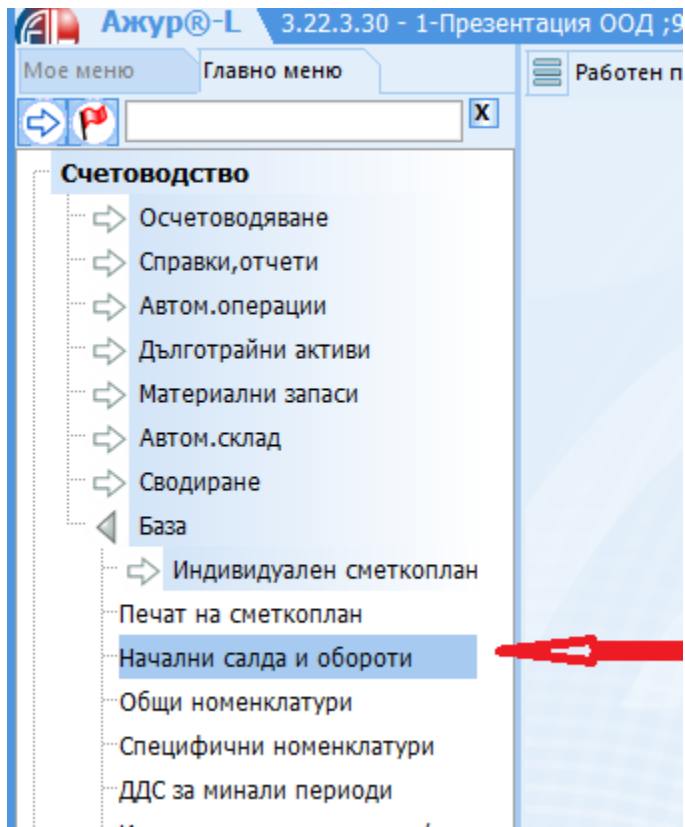 Ажур®-L 3.22.3.30 - 1-Презентация ООД ;9
Мое меню Главно меню Работен п
X
Счетоводство
Осчетоводяване
Справки,отчети
Автом.операции
Дълготрайни активи
Материални запаси
Автом.склад
Сводиране
База
Индивидуален сметкоплан
Печат на сметкоплан
Начални салда и обороти
Общи номенклатури
Специфични номенклатури
ДДС за минали периоди